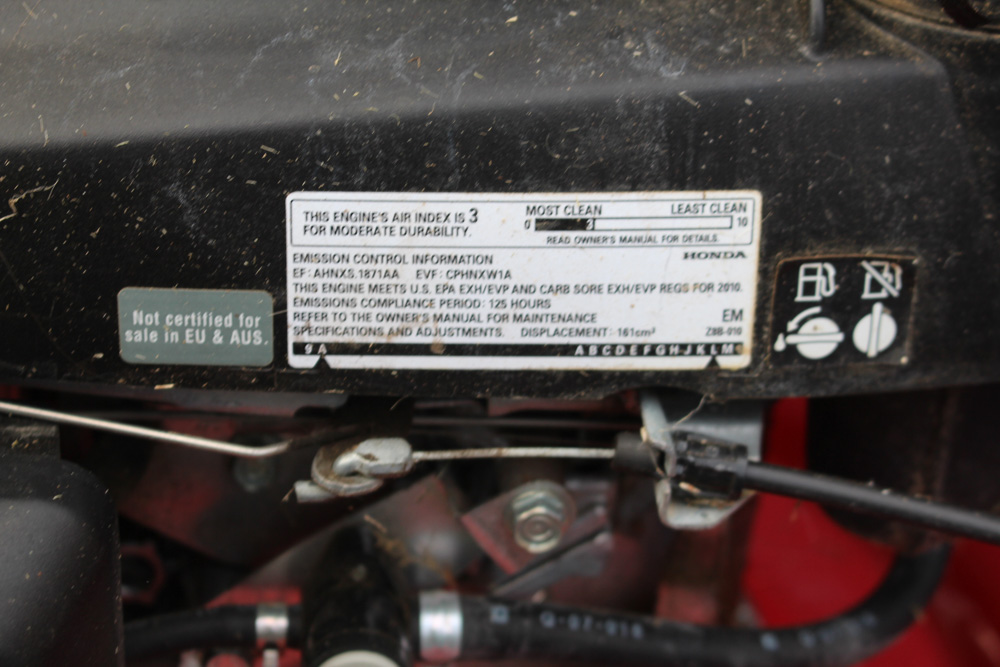 THIS ENGINE'S AIR INDEX IS 3
FOR MODERATE DURABILITY.
MOST CLEAN LEAST CLEAN
0 3 10
READ OWNER'S MANUAL FOR DETAILS.
EMISSION CONTROL INFORMATION HONDA
EF: AHNXS.1871AA EVF: CPHNXW1A
THIS ENGINE MEETS U.S. EPA EXH/EVP AND CARB SORE EXH/EVP REGS FOR 2010.
EMISSIONS COMPLIANCE PERIOD: 125 HOURS
REFER TO THE OWNER'S MANUAL FOR MAINTENANCE EM
SPECIFICATIONS AND ADJUSTMENTS. DISPLACEMENT: 161cm³ Z8B-010
9 A A B C D E F G H J K L M
Not certified for
sale in EU & AUS.